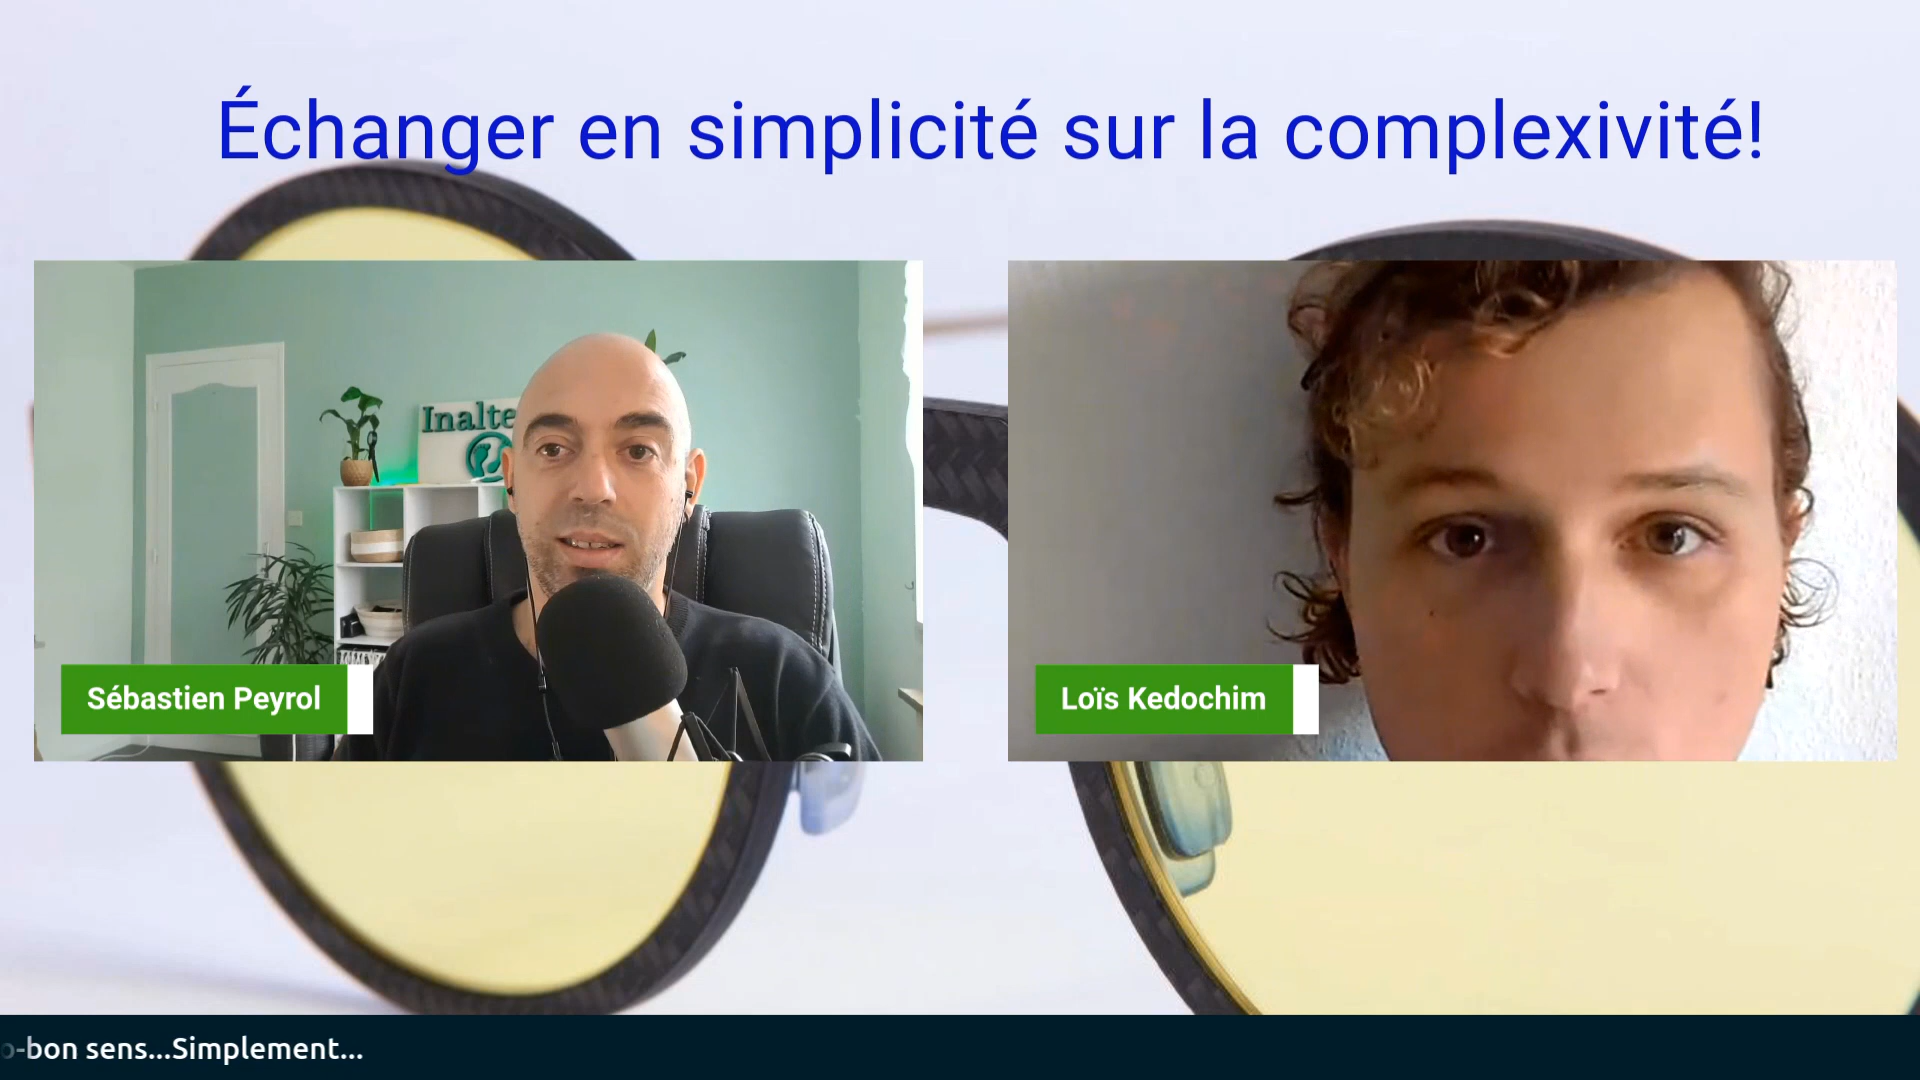 Échanger en simplicité sur la complexivité!
Inalte
Sébastien Peyrol
Loïs Kedochim
o-bon sens...Simplement...